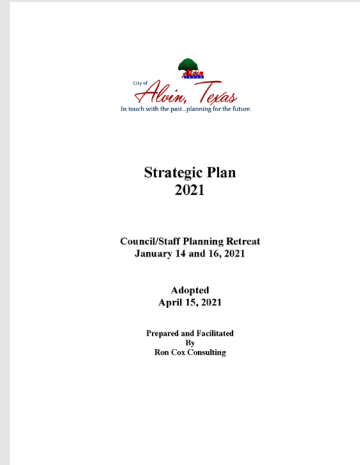 City of
Alvin, Texas
In touch with the past...planning for the future.
Strategic Plan
2021
Council/Staff Planning Retreat
January 14 and 16, 2021
Adopted
April 15, 2021
Prepared and Facilitated
By
Ron Cox Consulting